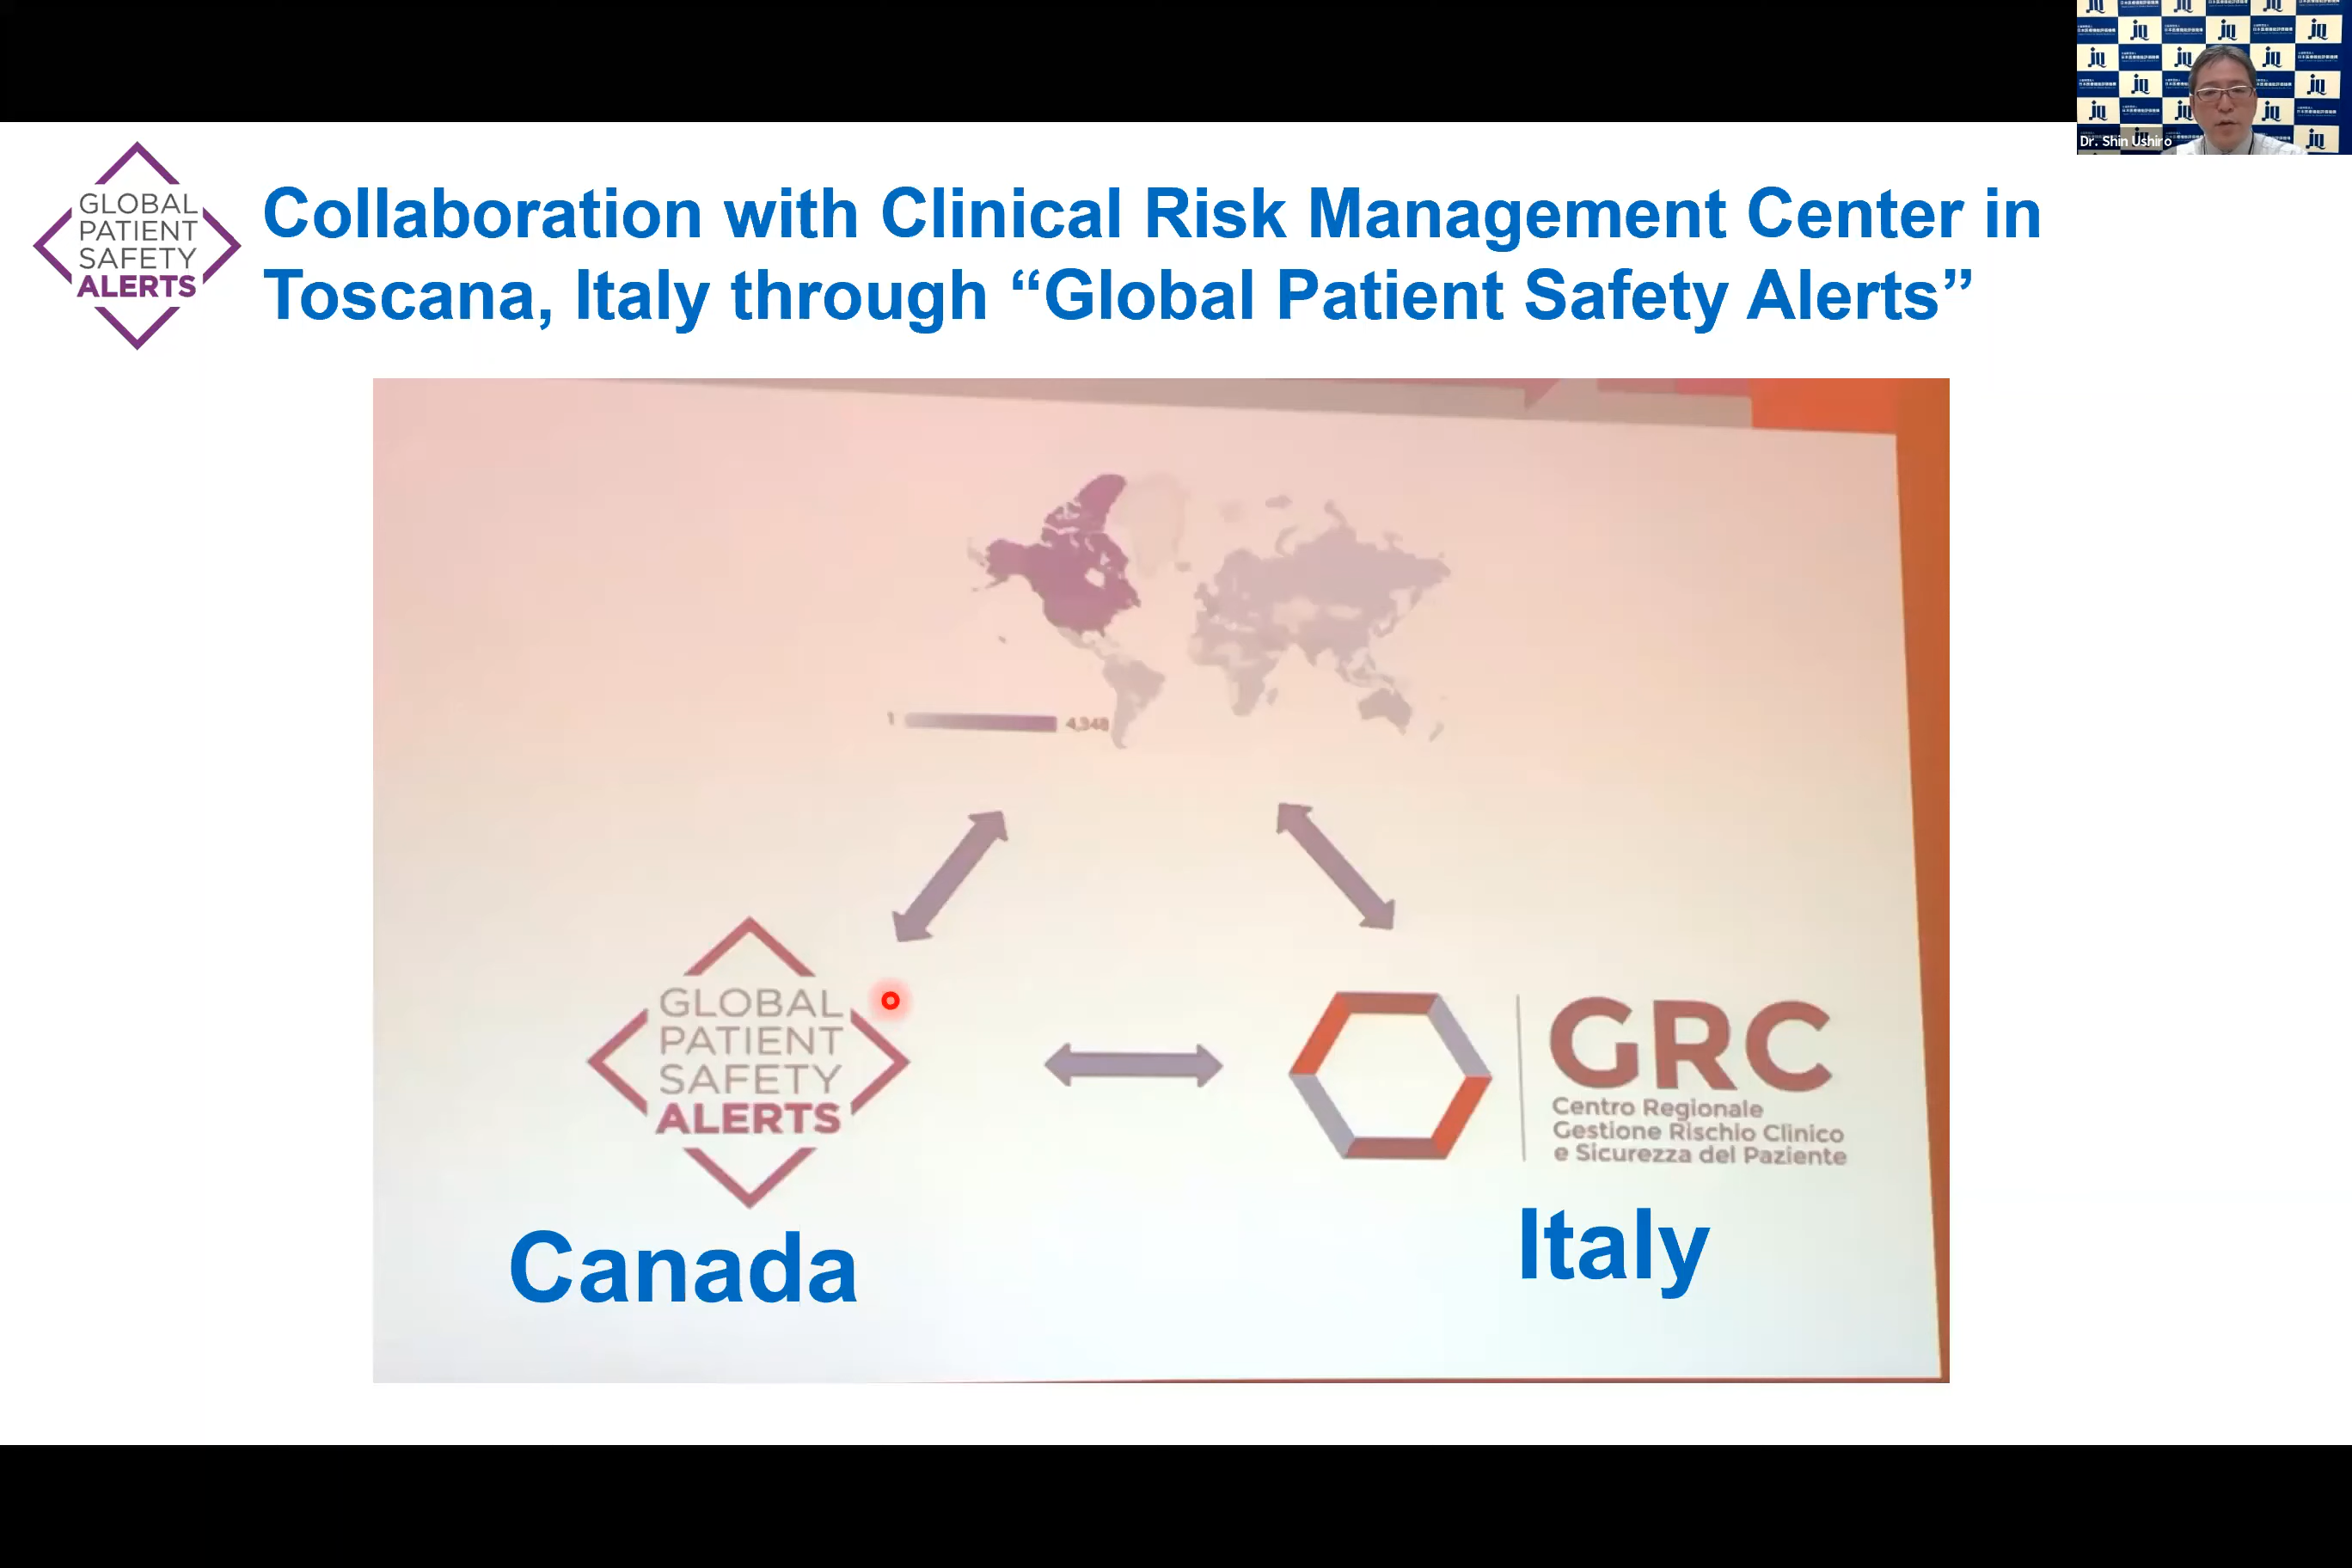 Dr. Shin Ushiro
GLOBAL
PATIENT
SAFETY
ALERTS
Collaboration with Clinical Risk Management Center in
Toscana, Italy through “Global Patient Safety Alerts”
1
4,348
GLOBAL
PATIENT
SAFETY
ALERTS
GRC
Centro Regionale
Gestione Rischio Clinico
e Sicurezza del Paziente
Canada
Italy